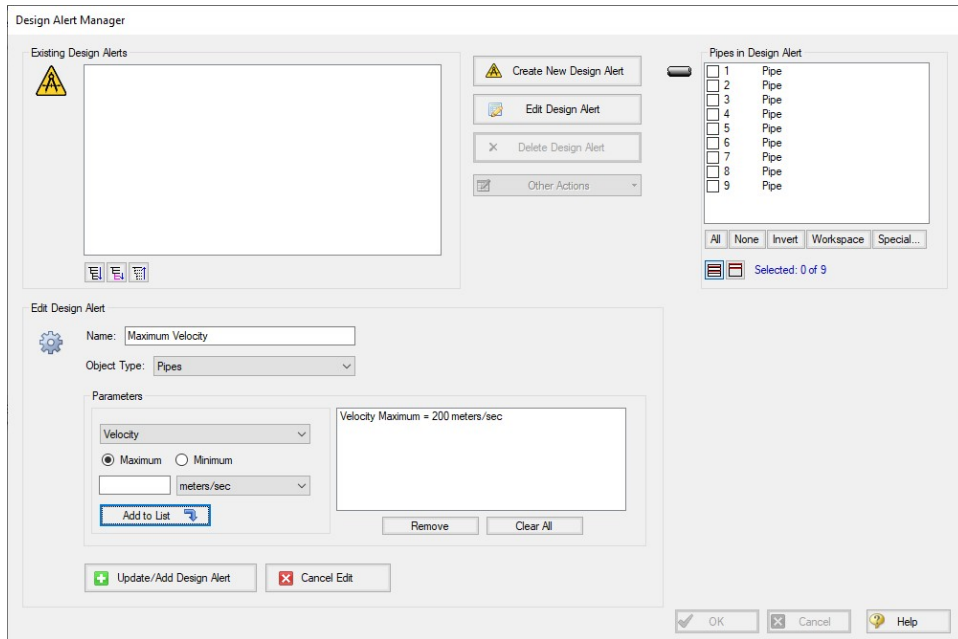 Design Alert Manager
Existing Design Alerts
Create New Design Alert
Edit Design Alert
Delete Design Alert
Other Actions
Pipes in Design Alert
1 Pipe
2 Pipe
3 Pipe
4 Pipe
5 Pipe
6 Pipe
7 Pipe
8 Pipe
9 Pipe
All None Invert Workspace Special...
Selected: 0 of 9
Edit Design Alert
Name: Maximum Velocity
Object Type: Pipes
Parameters
Velocity
Maximum Minimum
meters/sec
Add to List
Velocity Maximum = 200 meters/sec
Remove Clear All
Update/Add Design Alert Cancel Edit
OK Cancel Help